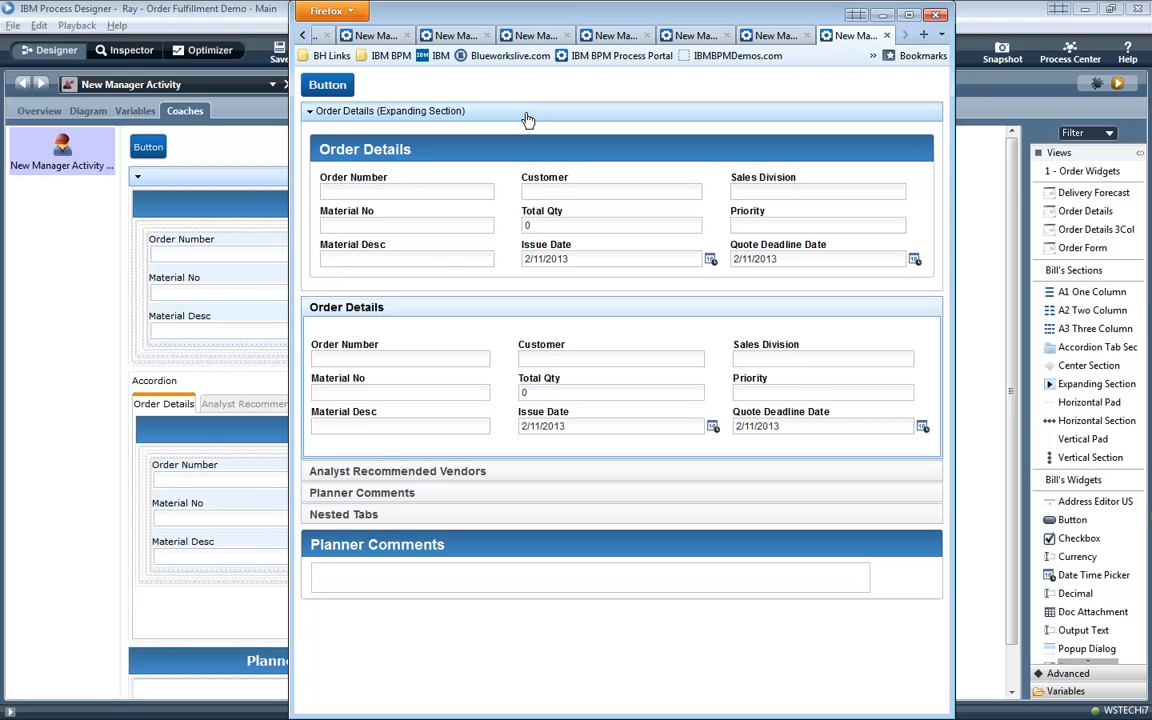 IBM Process Designer - Ray - Order Fulfillment Demo - Main
File Edit Playback Help
Designer Inspector Optimizer
Save
New Manager Activity
Overview Diagram Variables Coaches
New Manager Activity ...
Button
Order Number
Material No
Material Desc
Accordion
Order Details Analyst Recommen
Order Number
Material No
Material Desc
Plann
Firefox
... New Ma... New Ma... New Ma... New Ma... New Ma... New Ma... New Ma...
BH Links IBM BPM IBM Blueworkslive.com IBM BPM Process Portal IBMBPMDemos.com » Bookmarks
Button
Order Details (Expanding Section)
Order Details
Order Number Customer Sales Division
Material No Total Qty Priority
0
Material Desc Issue Date Quote Deadline Date
2/11/2013 2/11/2013
Order Details
Order Number Customer Sales Division
Material No Total Qty Priority
0
Material Desc Issue Date Quote Deadline Date
2/11/2013 2/11/2013
Analyst Recommended Vendors
Planner Comments
Nested Tabs
Planner Comments
Snapshot Process Center Help
Filter
Views
1 - Order Widgets
Delivery Forecast
Order Details
Order Details 3Col
Order Form
Bill's Sections
A1 One Column
A2 Two Column
A3 Three Column
Accordion Tab Sec
Center Section
Expanding Section
Horizontal Pad
Horizontal Section
Vertical Pad
Vertical Section
Bill's Widgets
Address Editor US
Button
Checkbox
Currency
Date Time Picker
Decimal
Doc Attachment
Output Text
Popup Dialog
Advanced
Variables
WSTECHi7